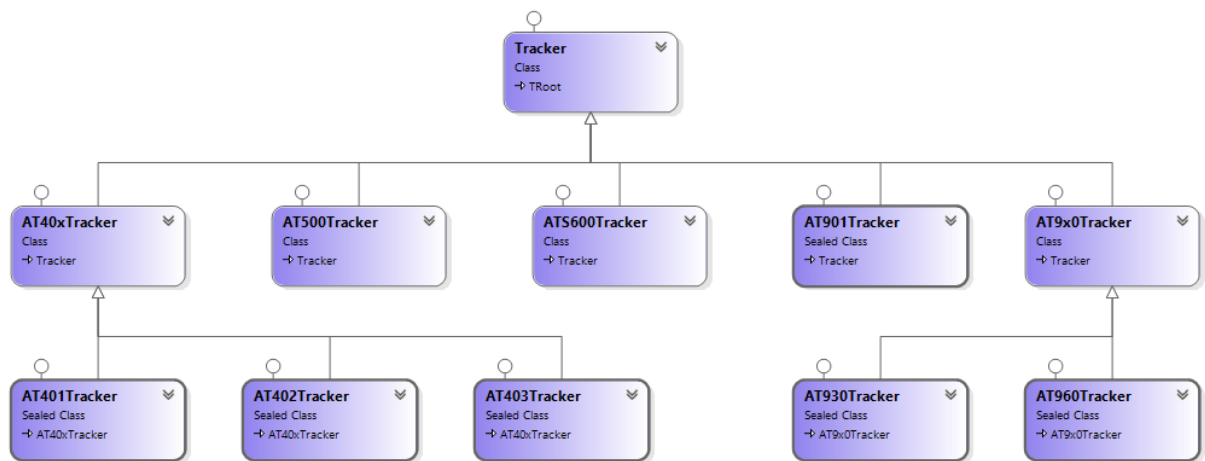 Tracker
Class
→ TRoot
AT40xTracker
Class
→ Tracker
AT500Tracker
Class
→ Tracker
ATS600Tracker
Class
→ Tracker
AT901Tracker
Sealed Class
→ Tracker
AT9x0Tracker
Class
→ Tracker
AT401Tracker
Sealed Class
→ AT40xTracker
AT402Tracker
Sealed Class
→ AT40xTracker
AT403Tracker
Sealed Class
→ AT40xTracker
AT930Tracker
Sealed Class
→ AT9x0Tracker
AT960Tracker
Sealed Class
→ AT9x0Tracker